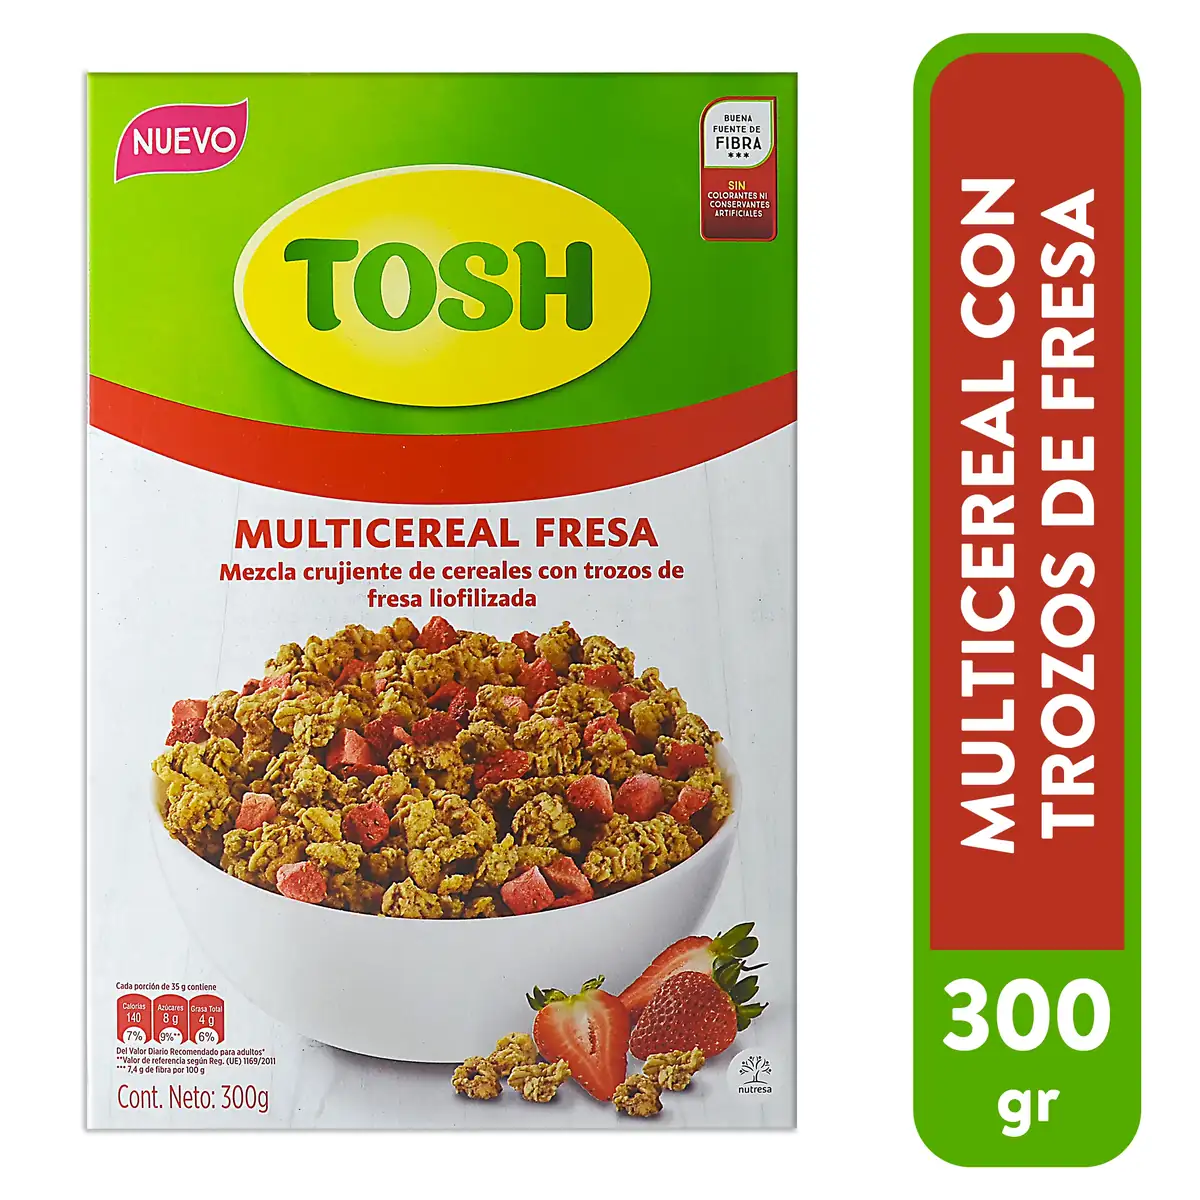 NUEVO
BUENA
FUENTE DE
FIBRA
***
SIN
COLORANTES NI
CONSERVANTES
ARTIFICIALES
TOSH
MULTICEREAL FRESA
Mezcla crujiente de cereales con trozos de
fresa liofilizada
Cada porción de 35 g contiene
Calorías Azúcares Grasa Total
140 8 g 4 g
7% 9%** 6%
Del Valor Diario Recomendado para adultos*
**Valor de referencia según Reg. (UE) 1169/2011
*** 7,4 g de fibra por 100 g
Cont. Neto: 300g
nutresa
MULTICEREAL CON
TROZOS DE FRESA
300
gr